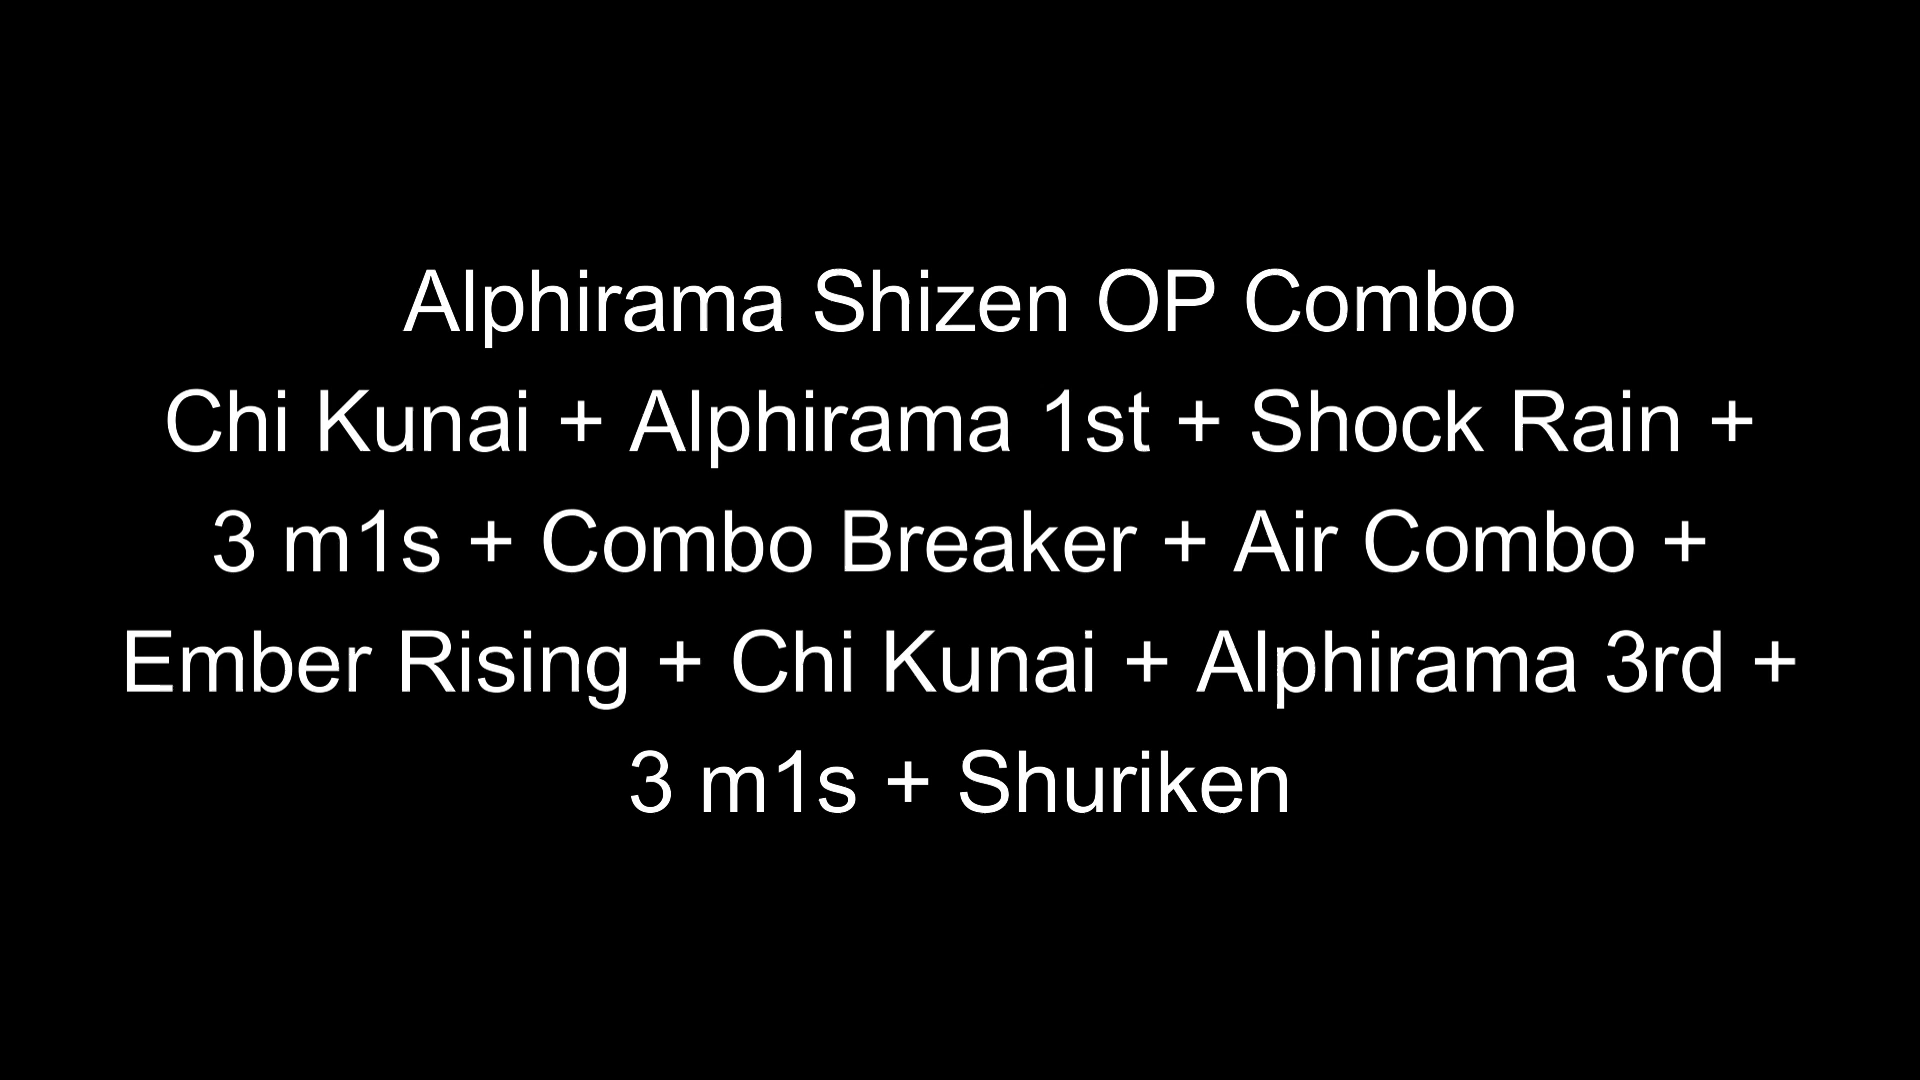 Alphirama Shizen OP Combo
Chi Kunai + Alphirama 1st + Shock Rain +
3 m1s + Combo Breaker + Air Combo +
Ember Rising + Chi Kunai + Alphirama 3rd +
3 m1s + Shuriken